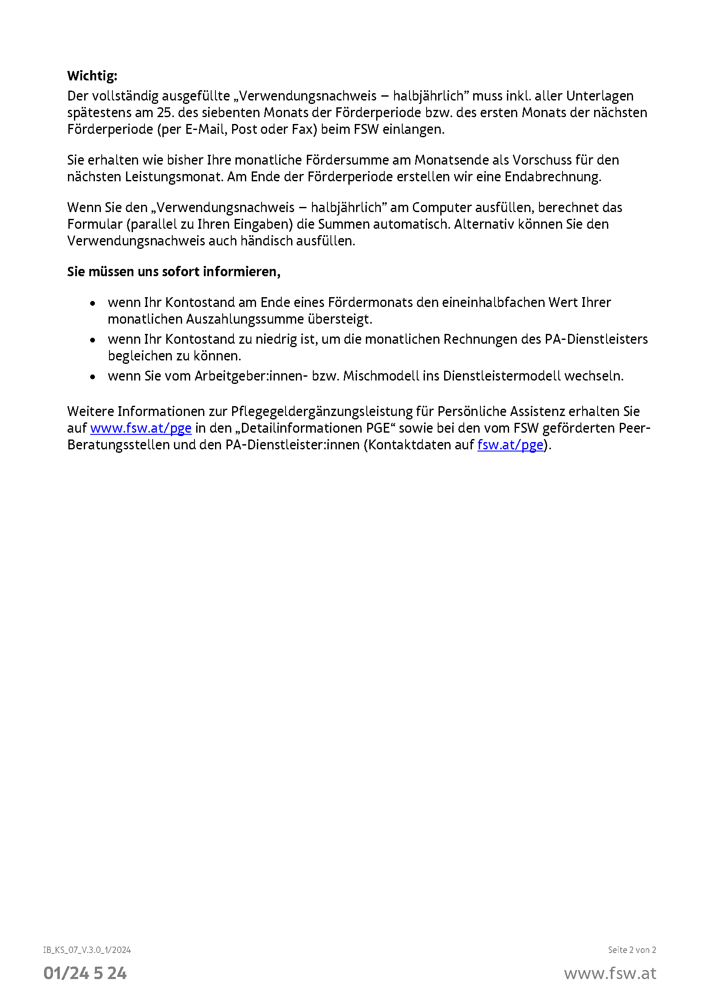 Wichtig:
Der vollständig ausgefüllte „Verwendungsnachweis – halbjährlich” muss inkl. aller Unterlagen
spätestens am 25. des siebenten Monats der Förderperiode bzw. des ersten Monats der nächsten
Förderperiode (per E-Mail, Post oder Fax) beim FSW einlangen.
Sie erhalten wie bisher Ihre monatliche Fördersumme am Monatsende als Vorschuss für den
nächsten Leistungsmonat. Am Ende der Förderperiode erstellen wir eine Endabrechnung.
Wenn Sie den „Verwendungsnachweis – halbjährlich” am Computer ausfüllen, berechnet das
Formular (parallel zu Ihren Eingaben) die Summen automatisch. Alternativ können Sie den
Verwendungsnachweis auch händisch ausfüllen.
Sie müssen uns sofort informieren,
• wenn Ihr Kontostand am Ende eines Fördermonats den eineinhalbfachen Wert Ihrer
monatlichen Auszahlungssumme übersteigt.
• wenn Ihr Kontostand zu niedrig ist, um die monatlichen Rechnungen des PA-Dienstleisters
begleichen zu können.
• wenn Sie vom Arbeitgeber:innen- bzw. Mischmodell ins Dienstleistermodell wechseln.
Weitere Informationen zur Pflegegeldergänzungsleistung für Persönliche Assistenz erhalten Sie
auf www.fsw.at/pge in den „Detailinformationen PGE“ sowie bei den vom FSW geförderten Peer-
Beratungsstellen und den PA-Dienstleister:innen (Kontaktdaten auf fsw.at/pge).
IB_KS_07_V.3.0_1/2024
Seite 2 von 2
01/24 5 24
www.fsw.at